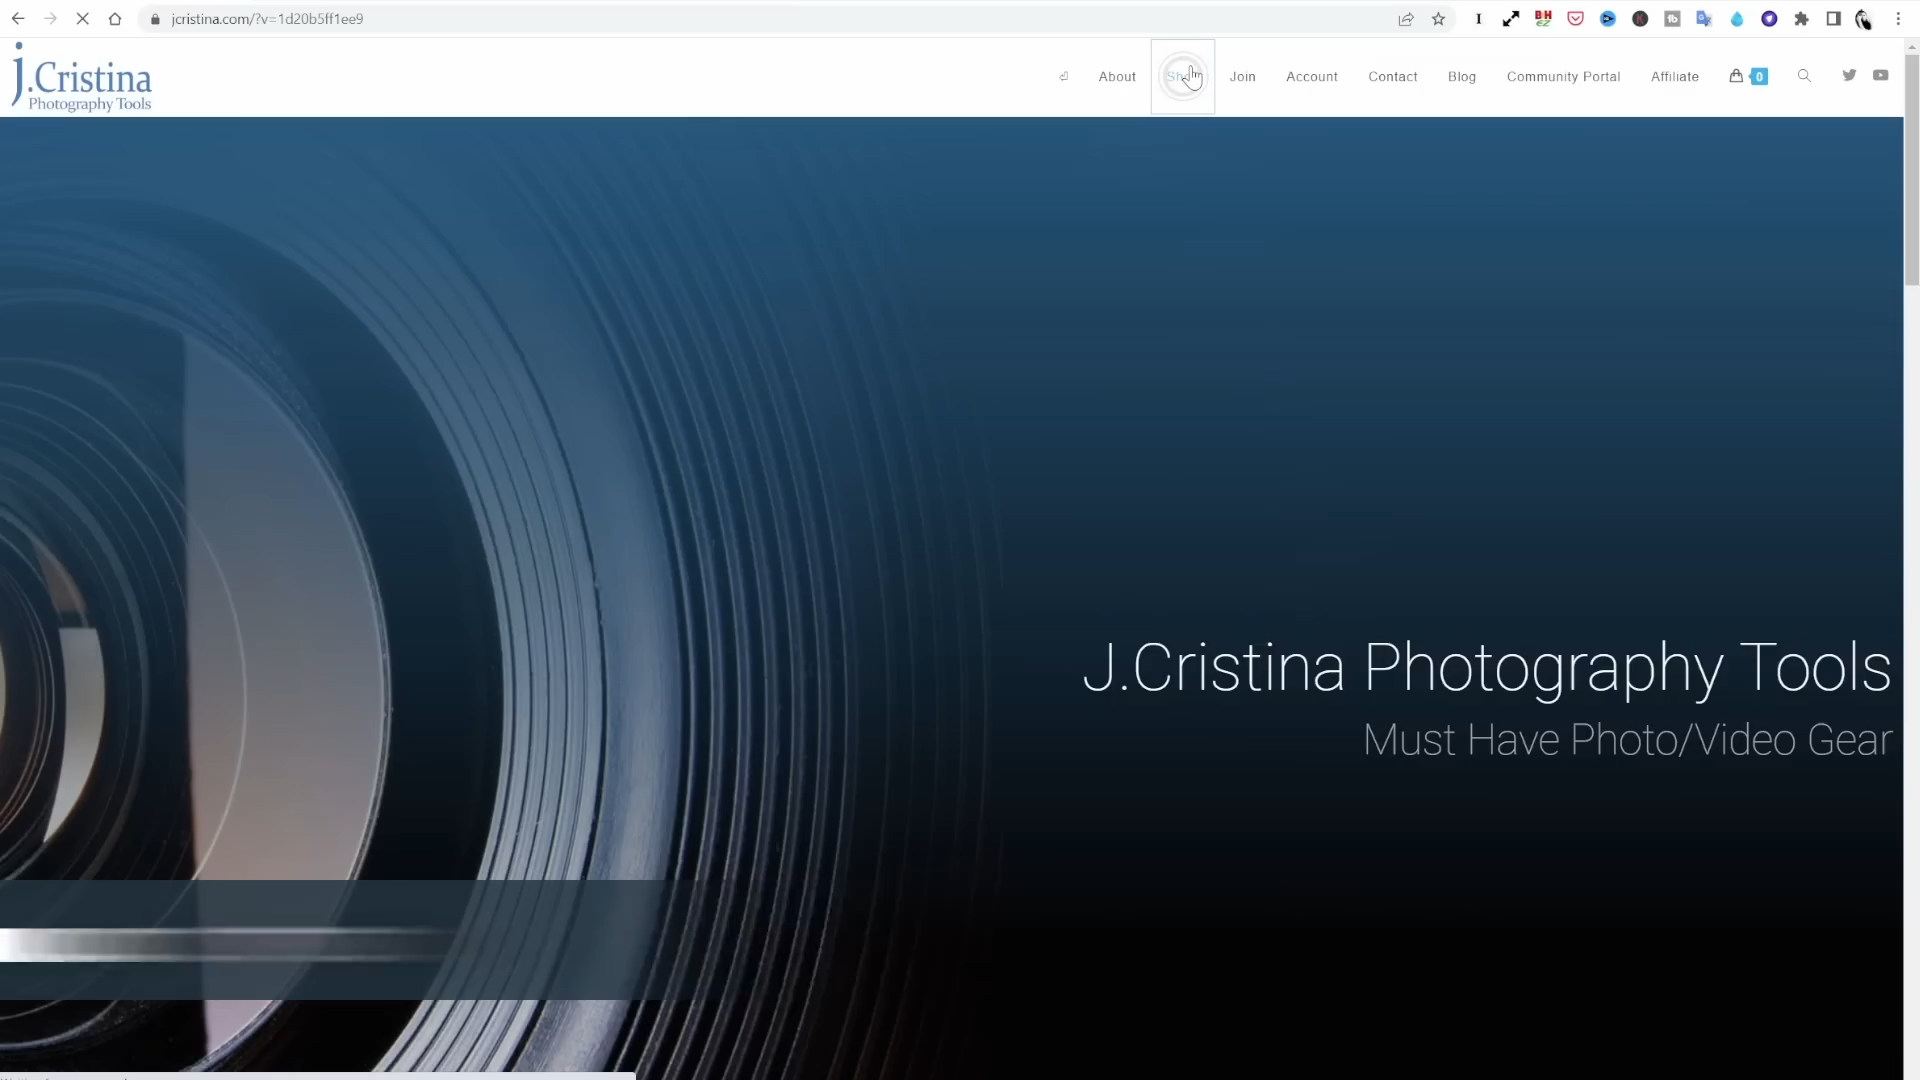 jcristina.com/?v=1d20b5ff1ee9
J.Cristina
Photography Tools
About
Join
Account
Contact
Blog
Community Portal
Affiliate
0
J.Cristina Photography Tools
Must Have Photo/Video Gear